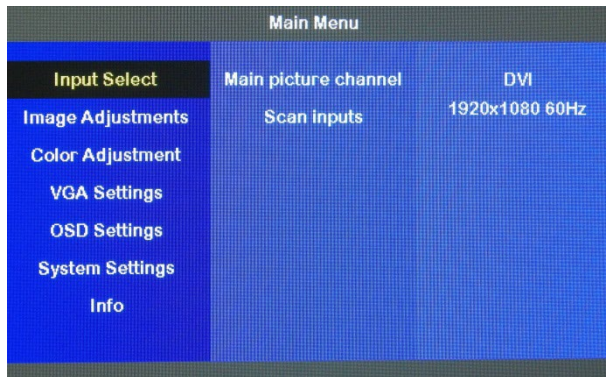 Main Menu
Input Select
Image Adjustments
Color Adjustment
VGA Settings
OSD Settings
System Settings
Info
Main picture channel
Scan inputs
DVI
1920x1080 60Hz